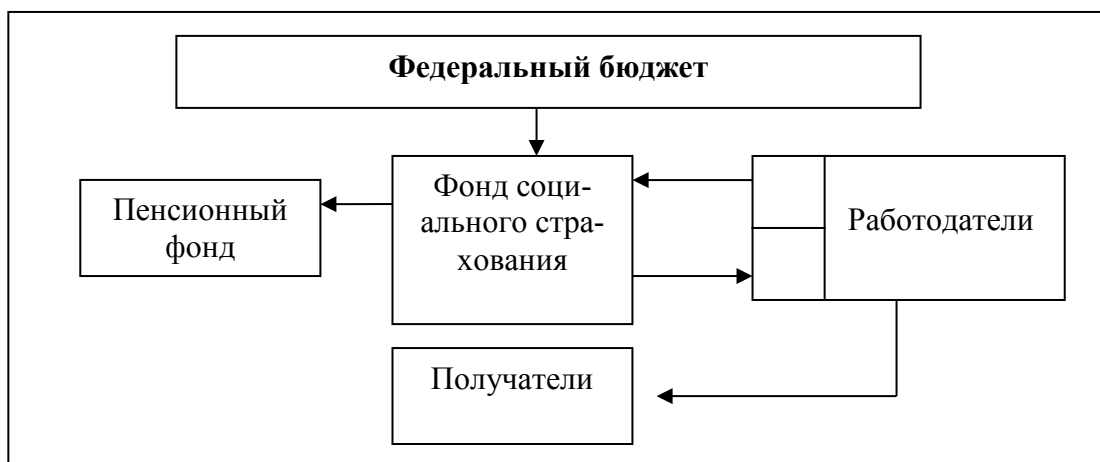 Федеральный бюджет
Пенсионный
фонд
Фонд соци-
ального стра-
хования
Работодатели
Получатели